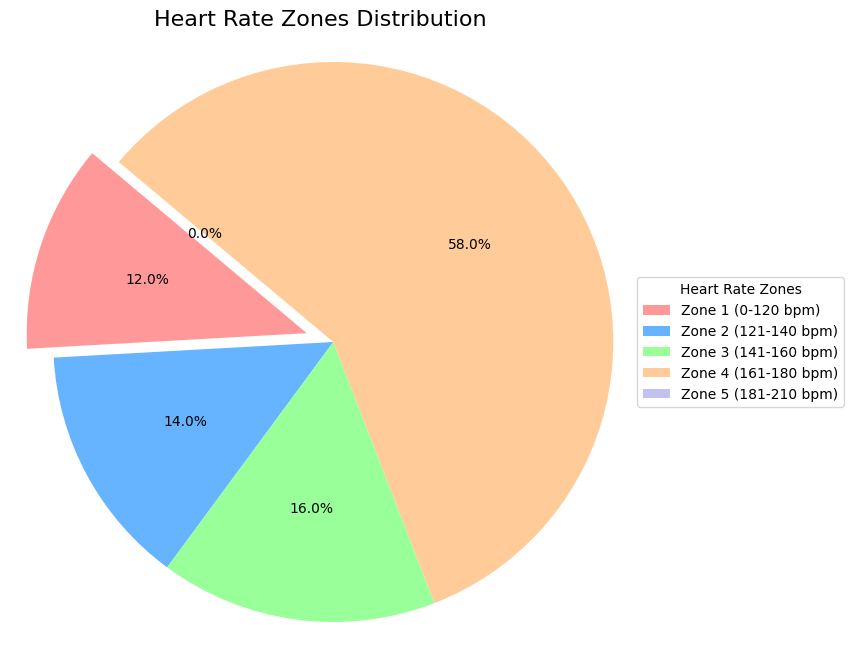 Heart Rate Zones Distribution
0.0%
58.0%
12.0%
14.0%
16.0%
Heart Rate Zones
Zone 1 (0-120 bpm)
Zone 2 (121-140 bpm)
Zone 3 (141-160 bpm)
Zone 4 (161-180 bpm)
Zone 5 (181-210 bpm)